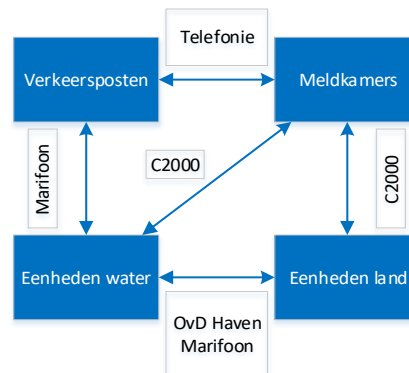 Telefonie
Verkeersposten
Meldkamers
Marifoon
C2000
C2000
Eenheden water
Eenheden land
OvD Haven
Marifoon